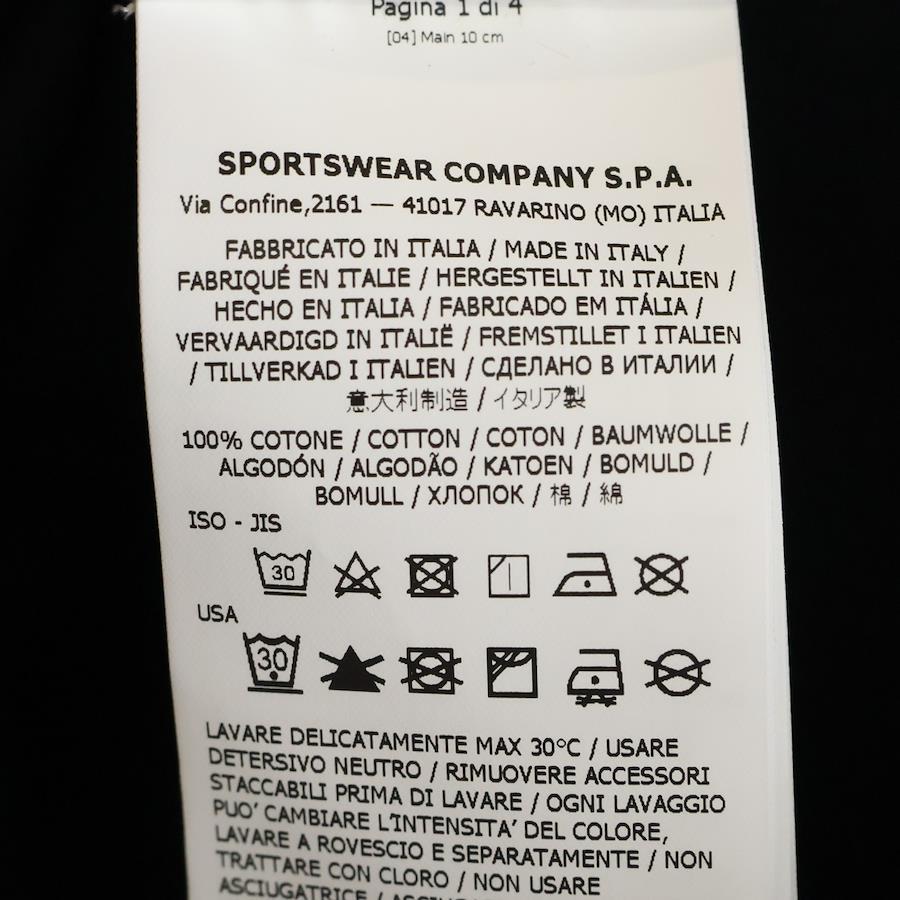 Pagina 1 di 4
[04] Main 10 cm
SPORTSWEAR COMPANY S.P.A.
Via Confine,2161 — 41017 RAVARINO (MO) ITALIA
FABBRICATO IN ITALIA / MADE IN ITALY /
FABRIQUÉ EN ITALIE / HERGESTELLT IN ITALIEN /
HECHO EN ITALIA / FABRICADO EM ITÁLIA /
VERVAARDIGD IN ITALIË / FREMSTILLET I ITALIEN
/ TILLVERKAD I ITALIEN / СДЕЛАНО В ИТАЛИИ /
意大利制造 / イタリア製
100% COTONE / COTTON / COTON / BAUMWOLLE /
ALGODÓN / ALGODÃO / KATOEN / BOMULD /
BOMULL / ХЛОПОК / 棉 / 綿
ISO - JIS
30
USA
30
LAVARE DELICATAMENTE MAX 30°C / USARE
DETERSIVO NEUTRO / RIMUOVERE ACCESSORI
STACCABILI PRIMA DI LAVARE / OGNI LAVAGGIO
PUO' CAMBIARE L'INTENSITA' DEL COLORE,
LAVARE A ROVESCIO E SEPARATAMENTE / NON
TRATTARE CON CLORO / NON USARE
ASCIUGATRICE /